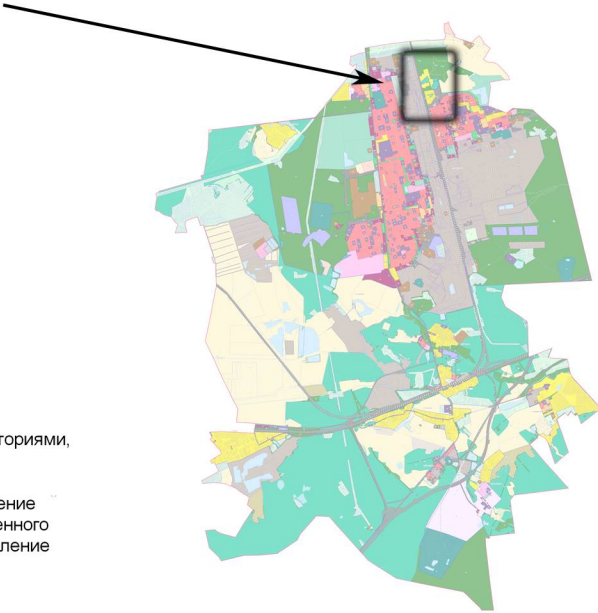 ториями,
ение
енного
ление